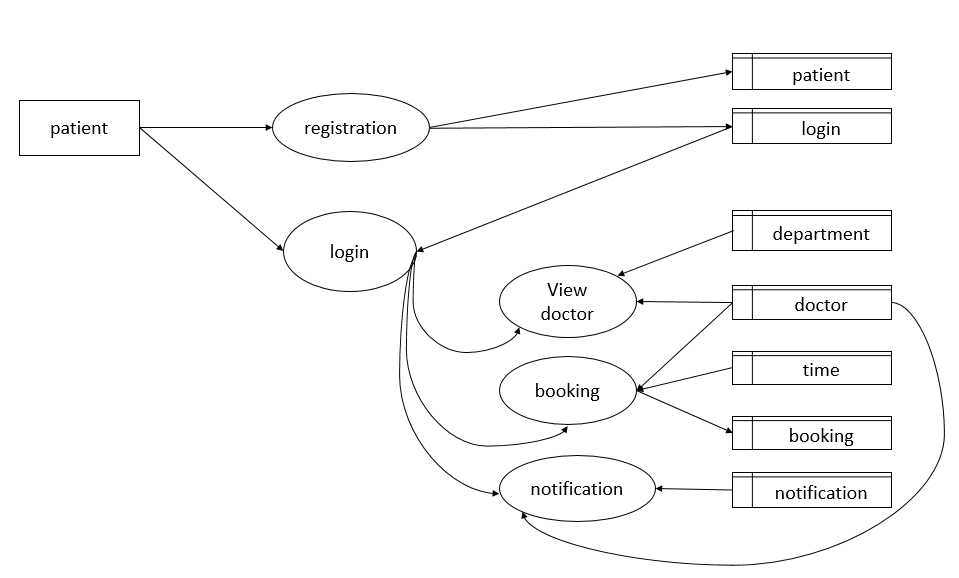 patient
registration
patient
login
login
department
View
doctor
doctor
time
booking
booking
notification
notification